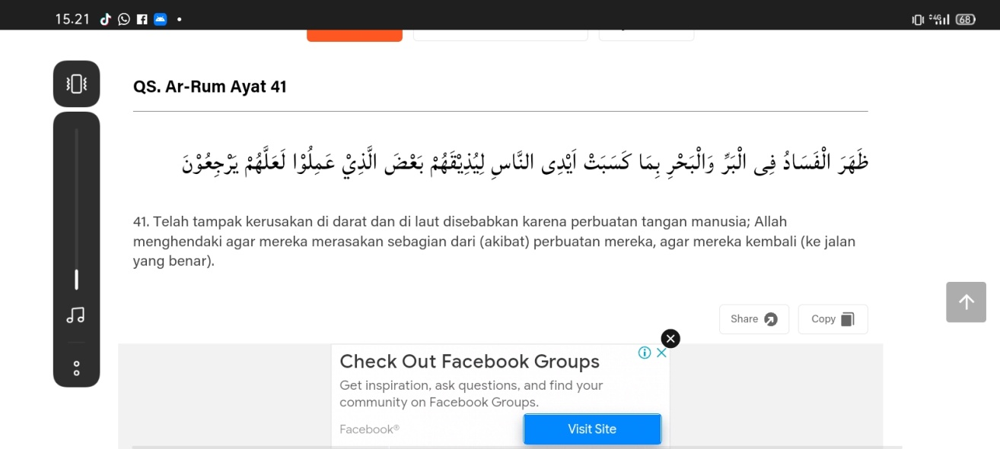 15.21
4G
68
QS. Ar-Rum Ayat 41
ظَهَرَ الْفَسَادُ فِى الْبَرِّ وَالْبَحْرِ بِمَا كَسَبَتْ اَيْدِى النَّاسِ لِيُذِيْقَهُمْ بَعْضَ الَّذِيْ عَمِلُوْا لَعَلَّهُمْ يَرْجِعُوْنَ
41. Telah tampak kerusakan di darat dan di laut disebabkan karena perbuatan tangan manusia; Allah
menghendaki agar mereka merasakan sebagian dari (akibat) perbuatan mereka, agar mereka kembali (ke jalan
yang benar).
Share
Copy
Check Out Facebook Groups
Get inspiration, ask questions, and find your
community on Facebook Groups.
Facebook®
Visit Site